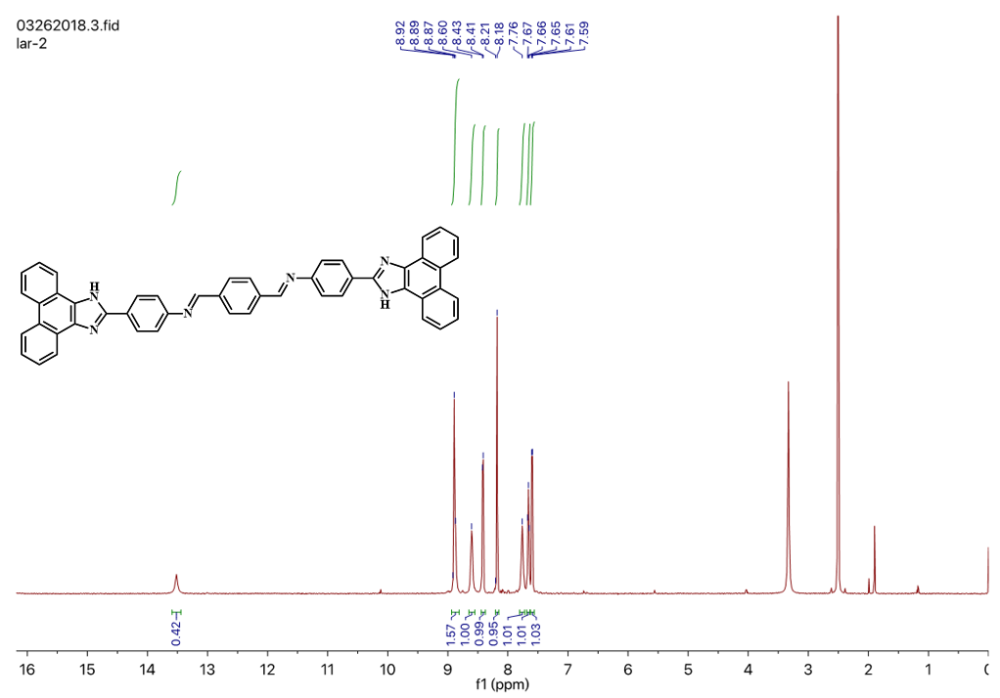 03262018.3.fid
lar-2
8.92
8.89
8.87
8.60
8.43
8.41
8.21
8.18
7.76
7.67
7.66
7.65
7.61
7.59
H
N
N
N
N
N
N
H
0.42
1.57
1.00
0.99
0.95
1.01
1.01
1.03
16 15 14 13 12 11 10 9 8 7 6 5 4 3 2 1 0
f1 (ppm)